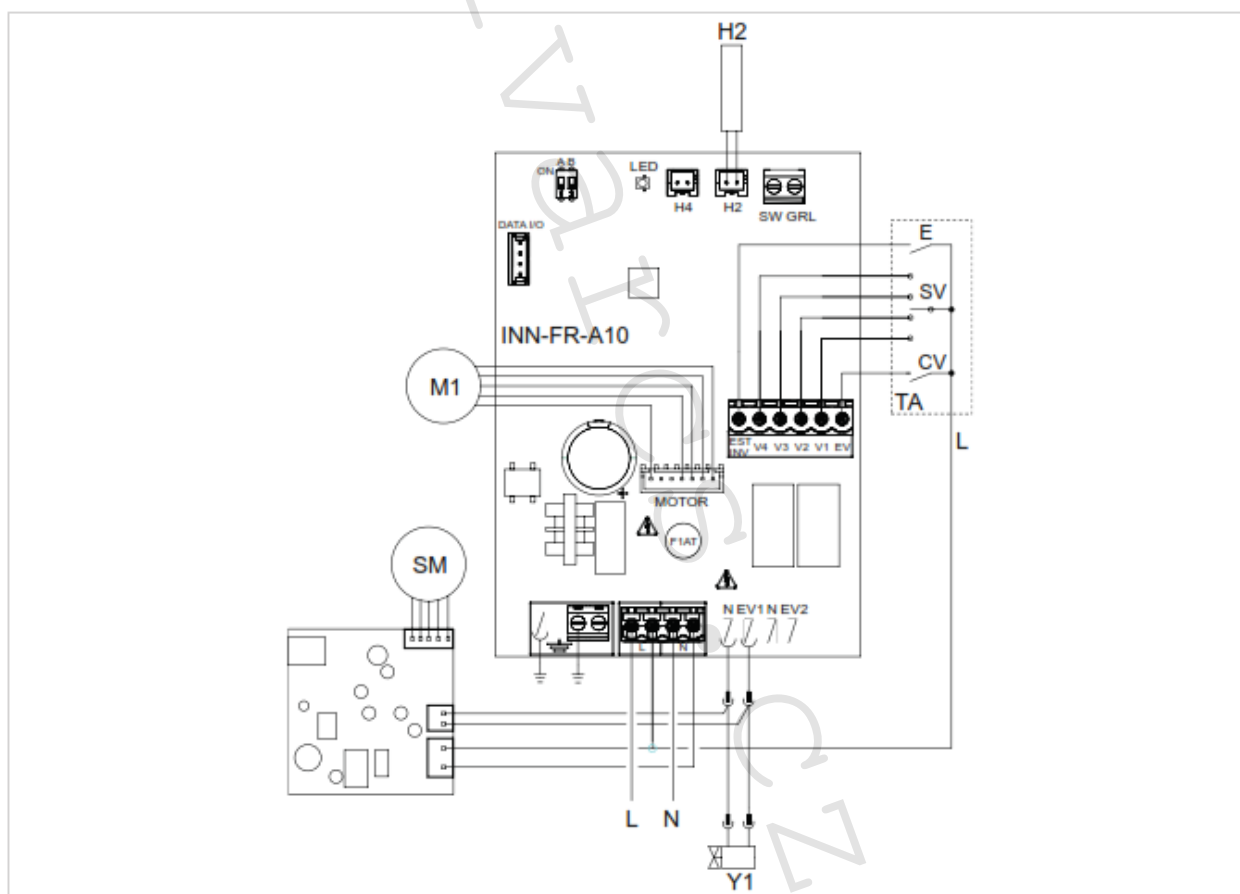 H2
A B
ON
LED
H4
H2
SW GRL
DATA I/O
E
SV
INN-FR-A10
M1
CV
TA
EST
INV
V4
V3
V2
V1
EV
L
MOTOR
F1AT
SM
N EV1 N EV2
L
N
L
N
Y1